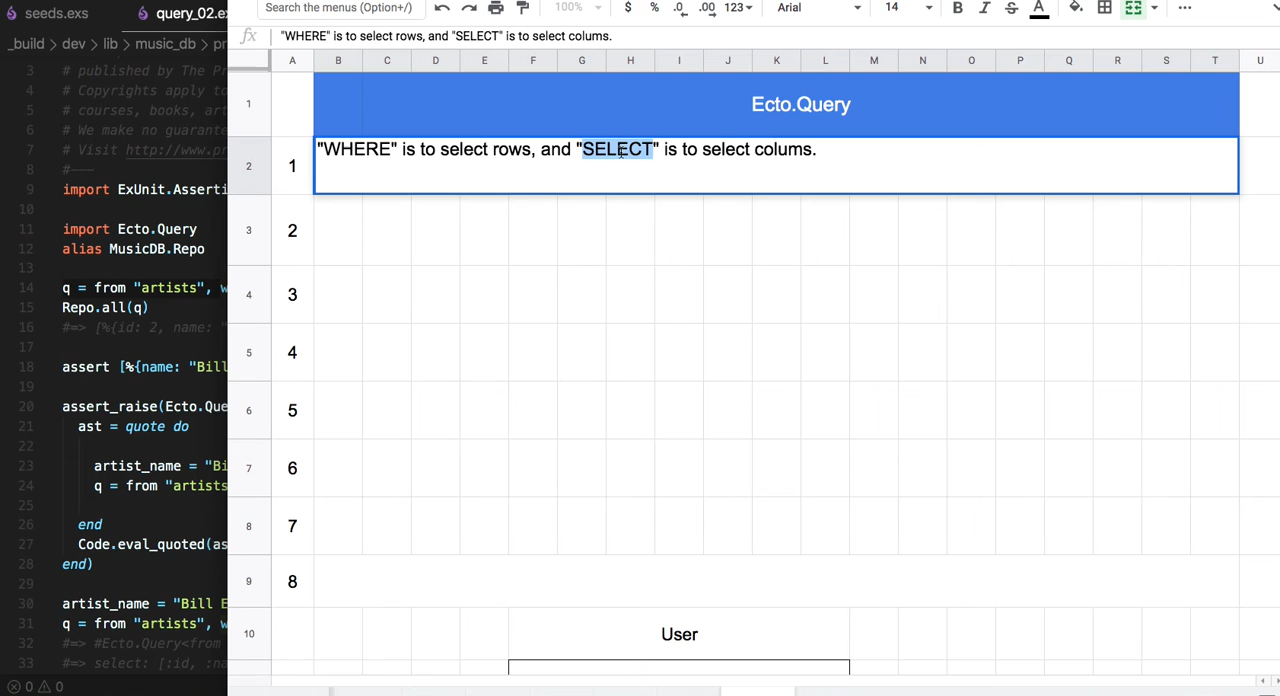 seeds.exs
query_02.ex
Search the menus (Option+/)
100%
$ % .0 .00 123
Arial
14
B I S A
_build > dev > lib > music_db > pr
fx
"WHERE" is to select rows, and "SELECT" is to select colums.
A B C D E F G H I J K L M N O P Q R S T U
3 # published by The Pr
4 # Copyrights apply to
5 # courses, books, art
6 # We make no guarante
7 # Visit http://www.pr
8 #---
9 import ExUnit.Asserti
10
11 import Ecto.Query
12 alias MusicDB.Repo
13
14 q = from "artists", w
15 Repo.all(q)
16 #=> [%{id: 2, name: "
17
18 assert [%{name: "Bill
19
20 assert_raise(Ecto.Que
21 ast = quote do
22
23 artist_name = "Bi
24 q = from "artists
25
26 end
27 Code.eval_quoted(as
28 end)
29
30 artist_name = "Bill E
31 q = from "artists", w
32 #=> #Ecto.Query<from
33 #=> select: [:id, :na
0 0
1 Ecto.Query
2 1 "WHERE" is to select rows, and "SELECT" is to select colums.
3 2
4 3
5 4
6 5
7 6
8 7
9 8
10 User